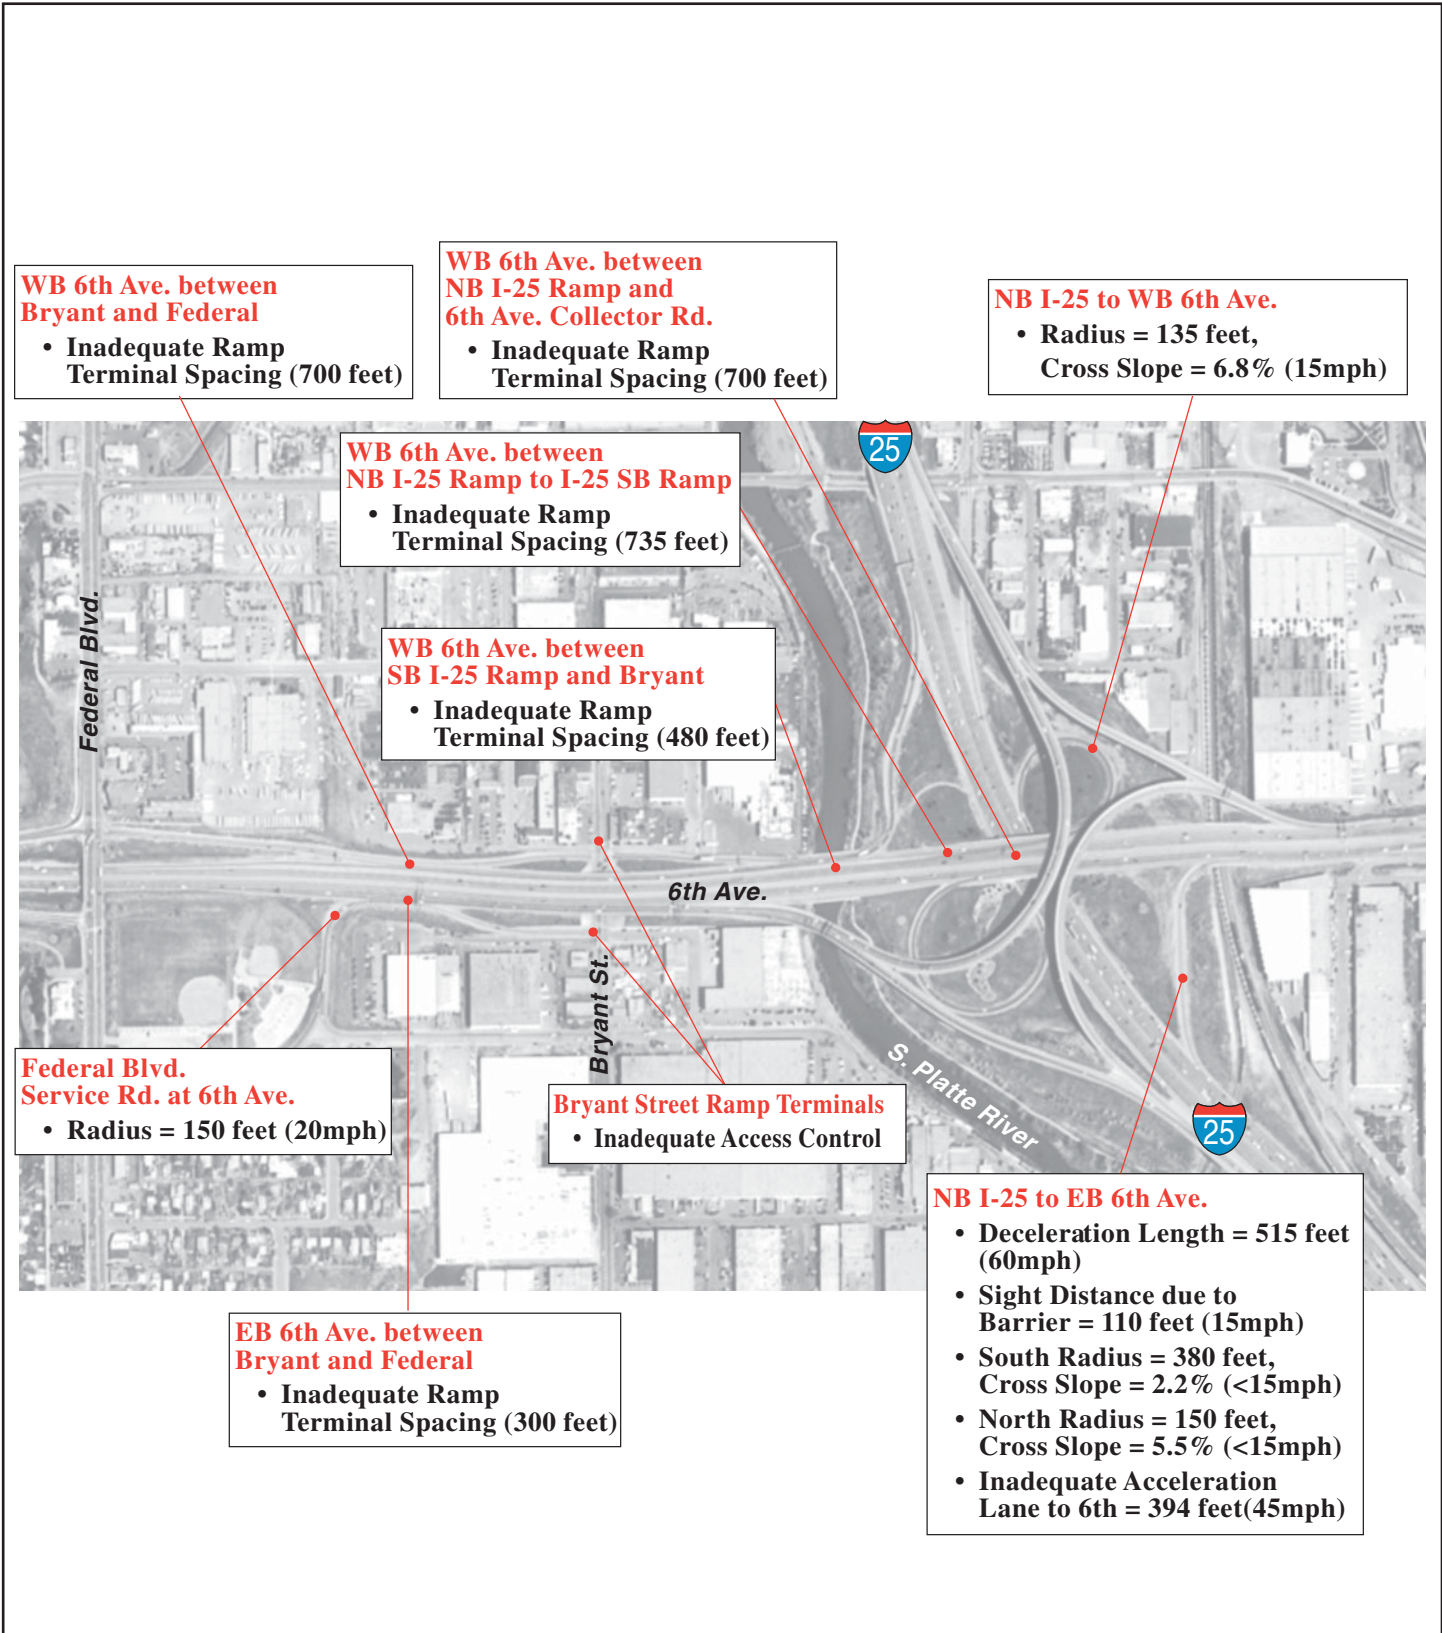 WB 6th Ave. between
Bryant and Federal
• Inadequate Ramp
Terminal Spacing (700 feet)
WB 6th Ave. between
NB I-25 Ramp and
6th Ave. Collector Rd.
• Inadequate Ramp
Terminal Spacing (700 feet)
NB I-25 to WB 6th Ave.
• Radius = 135 feet,
Cross Slope = 6.8% (15mph)
WB 6th Ave. between
NB I-25 Ramp to I-25 SB Ramp
• Inadequate Ramp
Terminal Spacing (735 feet)
25
WB 6th Ave. between
SB I-25 Ramp and Bryant
• Inadequate Ramp
Terminal Spacing (480 feet)
Federal Blvd.
6th Ave.
Bryant St.
S. Platte River
25
Federal Blvd.
Service Rd. at 6th Ave.
• Radius = 150 feet (20mph)
Bryant Street Ramp Terminals
• Inadequate Access Control
NB I-25 to EB 6th Ave.
• Deceleration Length = 515 feet
(60mph)
• Sight Distance due to
Barrier = 110 feet (15mph)
• South Radius = 380 feet,
Cross Slope = 2.2% (<15mph)
• North Radius = 150 feet,
Cross Slope = 5.5% (<15mph)
• Inadequate Acceleration
Lane to 6th = 394 feet(45mph)
EB 6th Ave. between
Bryant and Federal
• Inadequate Ramp
Terminal Spacing (300 feet)